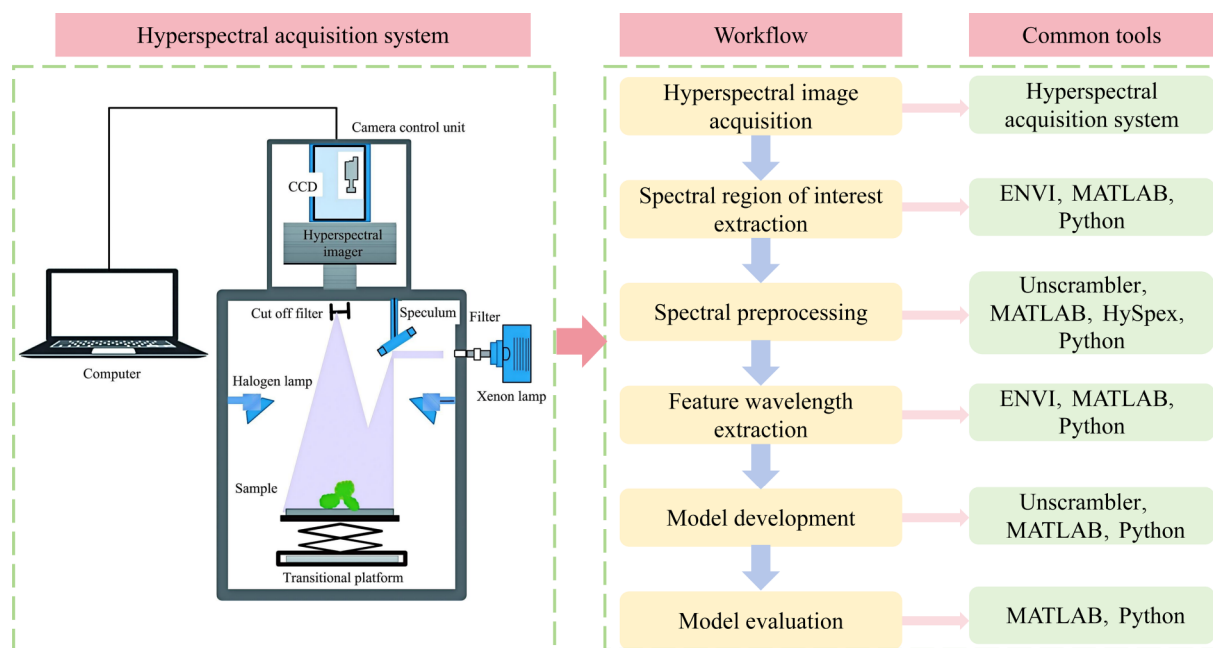 Hyperspectral acquisition system
Workflow
Common tools
Camera control unit
CCD
Hyperspectral
imager
Cut off filter
Speculum
Filter
Computer
Halogen lamp
Xenon lamp
Sample
Transitional platform
Hyperspectral image
acquisition
Hyperspectral
acquisition system
Spectral region of interest
extraction
ENVI, MATLAB,
Python
Spectral preprocessing
Unscrambler,
MATLAB, HySpex,
Python
Feature wavelength
extraction
ENVI, MATLAB,
Python
Model development
Unscrambler,
MATLAB, Python
Model evaluation
MATLAB, Python